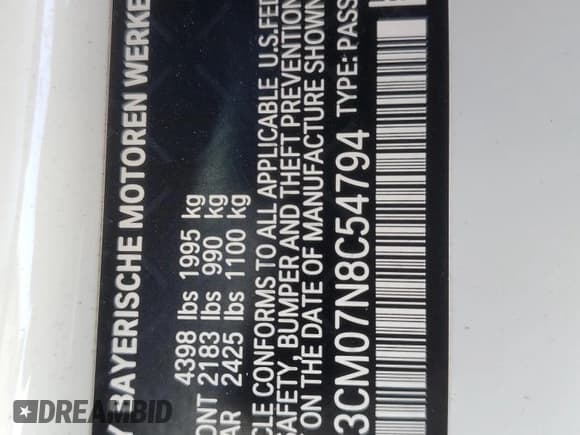 Y BAYERISCHE MOTOREN WERKE
4398 lbs 1995 kg
ONT 2183 lbs 990 kg
AR 2425 lbs 1100 kg
CLE CONFORMS TO ALL APPLICABLE U.S.FED
SAFETY, BUMPER AND THEFT PREVENTION
T ON THE DATE OF MANUFACTURE SHOWN
3CM07N8C54794 TYPE: PASS
DREAMBID